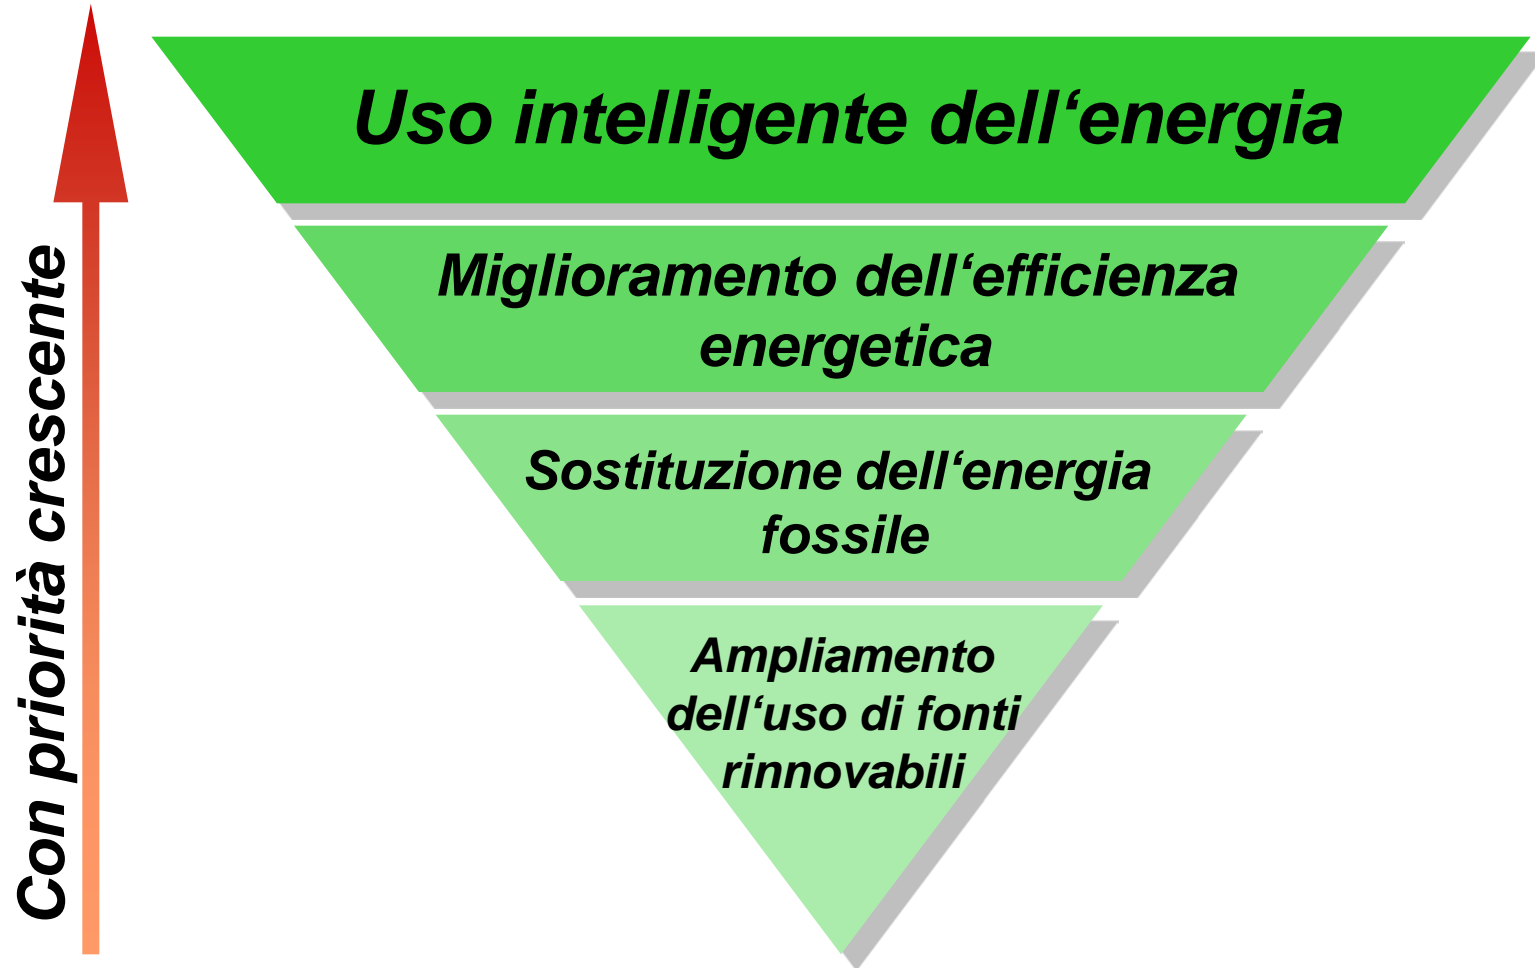 Uso intelligente dell‘energia
Miglioramento dell‘efficienza
energetica
Sostituzione dell‘energia
fossile
Ampliamento
dell‘uso di fonti
rinnovabili
Con priorità crescente